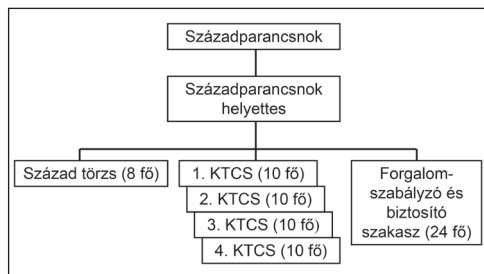 Századparancsnok
Századparancsnok
helyettes
Század törzs (8 fő)
1. KTCS (10 fő)
2. KTCS (10 fő)
3. KTCS (10 fő)
4. KTCS (10 fő)
Forgalom-
szabályzó és
biztosító
szakasz (24 fő)